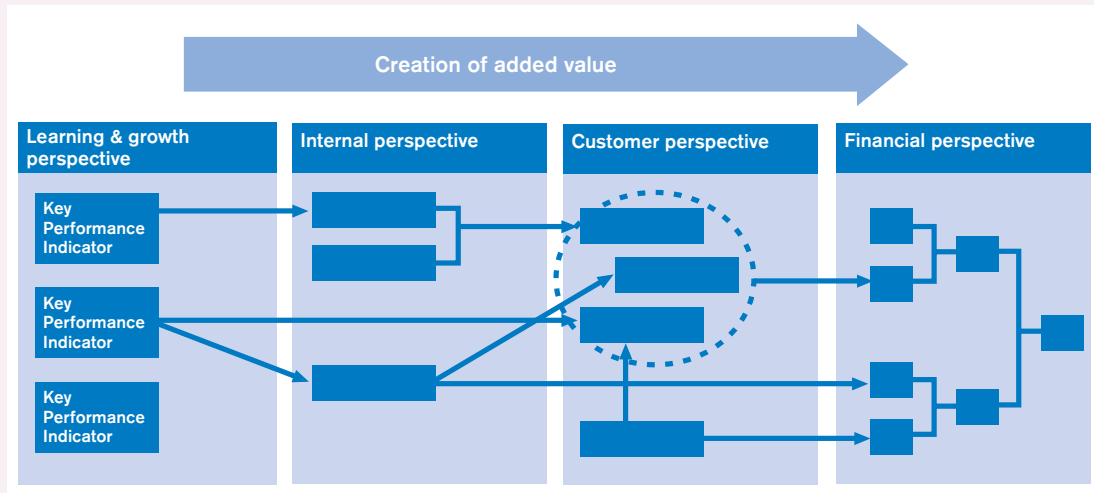 Creation of added value
Learning & growth
perspective
Internal perspective
Customer perspective
Financial perspective
Key
Performance
Indicator
Key
Performance
Indicator
Key
Performance
Indicator